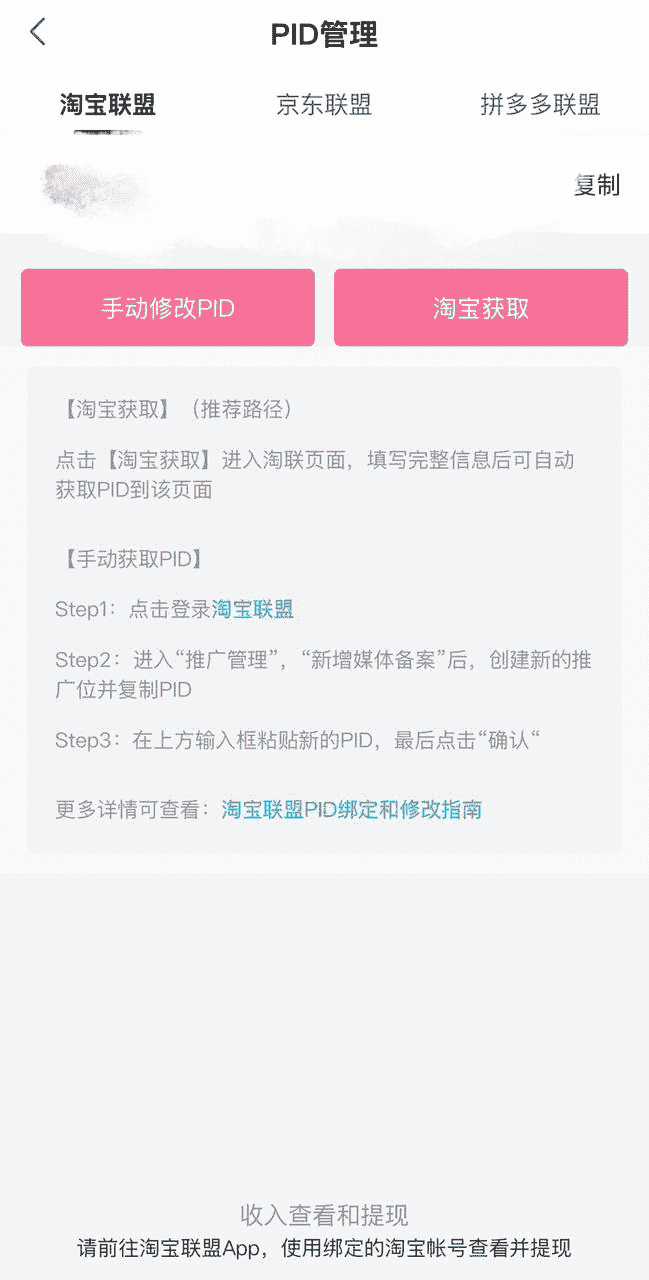 PID管理
淘宝联盟 京东联盟 拼多多联盟
复制
手动修改PID 淘宝获取
【淘宝获取】（推荐路径）
点击【淘宝获取】进入淘联页面，填写完整信息后可自动
获取PID到该页面
【手动获取PID】
Step1：点击登录淘宝联盟
Step2：进入“推广管理”，“新增媒体备案”后，创建新的推
广位并复制PID
Step3：在上方输入框粘贴新的PID，最后点击“确认“
更多详情可查看：淘宝联盟PID绑定和修改指南
收入查看和提现
请前往淘宝联盟App，使用绑定的淘宝帐号查看并提现